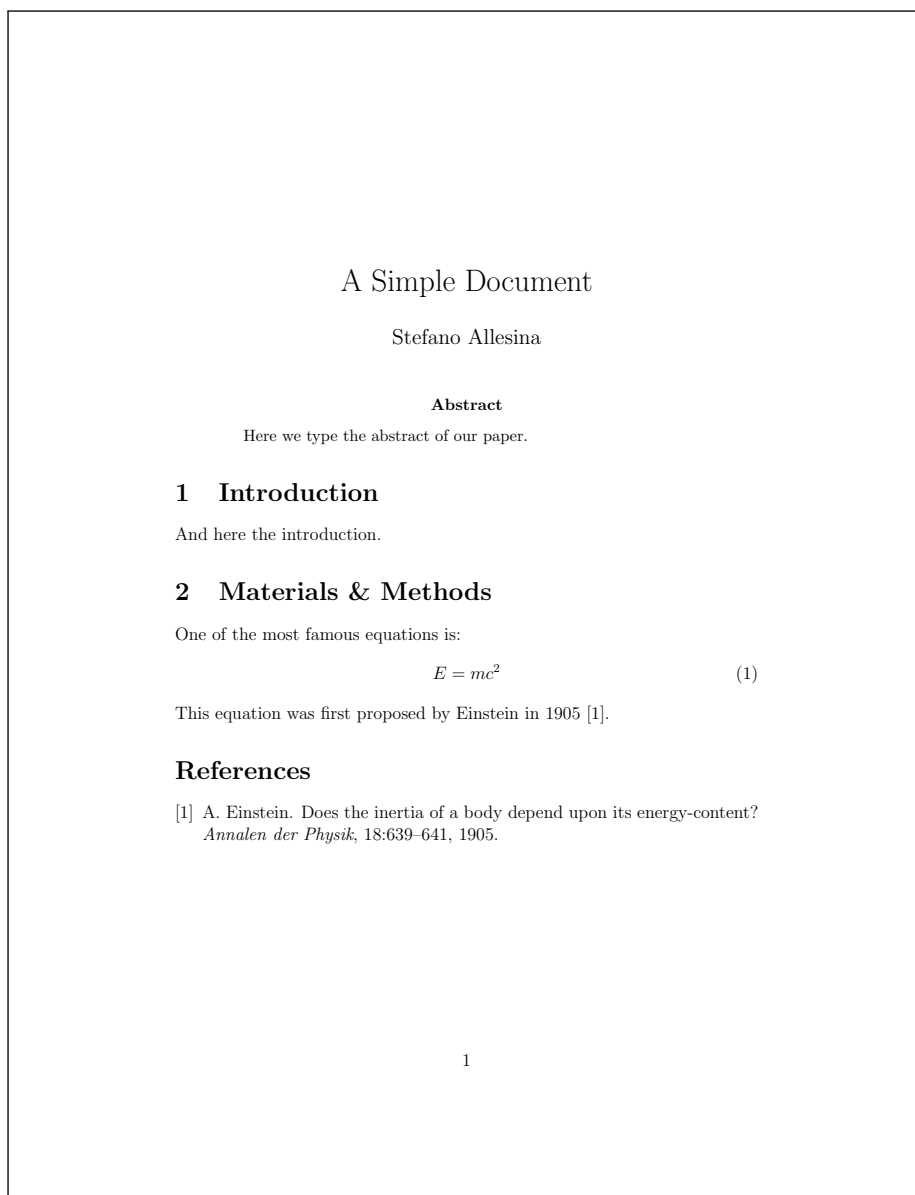 A Simple Document
Stefano Allesina
Abstract
Here we type the abstract of our paper.
1 Introduction
And here the introduction.
2 Materials & Methods
One of the most famous equations is:
E = mc² (1)
This equation was first proposed by Einstein in 1905 [1].
References
[1] A. Einstein. Does the inertia of a body depend upon its energy-content?
Annalen der Physik, 18:639–641, 1905.
1